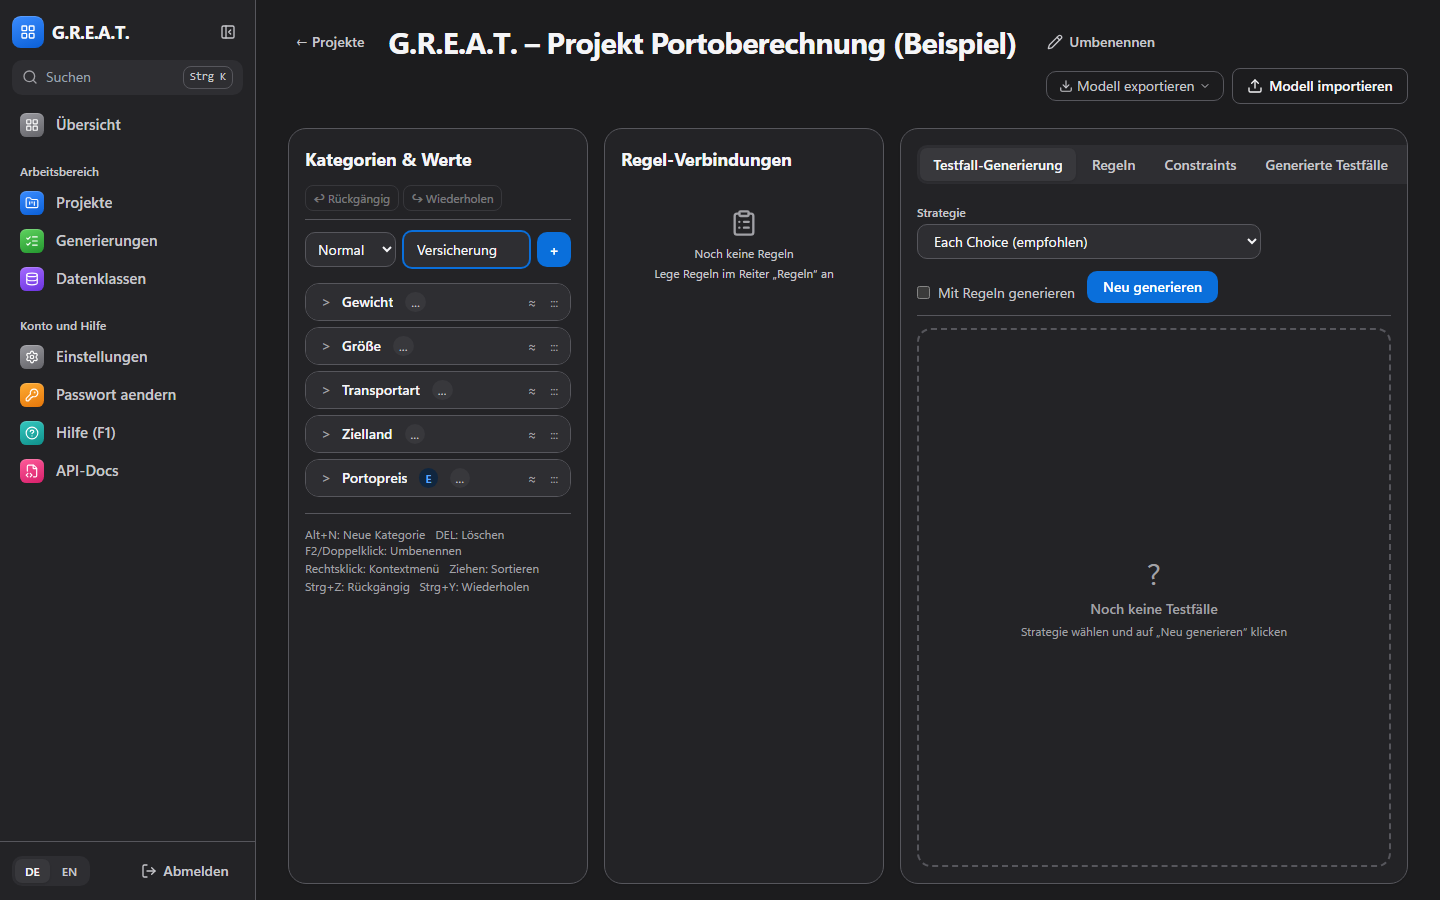 G.R.E.A.T.
Suchen
Strg K
Übersicht
Arbeitsbereich
Projekte
Generierungen
Datenklassen
Konto und Hilfe
Einstellungen
Passwort aendern
Hilfe (F1)
API-Docs
DE
EN
Abmelden
← Projekte
G.R.E.A.T. – Projekt Portoberechnung (Beispiel)
Umbenennen
Modell exportieren
Modell importieren
Kategorien & Werte
↩ Rückgängig
↪ Wiederholen
Normal
Versicherung
+
> Gewicht ... ≈ :::
> Größe ... ≈ :::
> Transportart ... ≈ :::
> Zielland ... ≈ :::
> Portopreis E ... ≈ :::
Alt+N: Neue Kategorie DEL: Löschen
F2/Doppelklick: Umbenennen
Rechtsklick: Kontextmenü Ziehen: Sortieren
Strg+Z: Rückgängig Strg+Y: Wiederholen
Regel-Verbindungen
Noch keine Regeln
Lege Regeln im Reiter „Regeln“ an
Testfall-Generierung
Regeln
Constraints
Generierte Testfälle
Strategie
Each Choice (empfohlen)
Mit Regeln generieren
Neu generieren
?
Noch keine Testfälle
Strategie wählen und auf „Neu generieren“ klicken